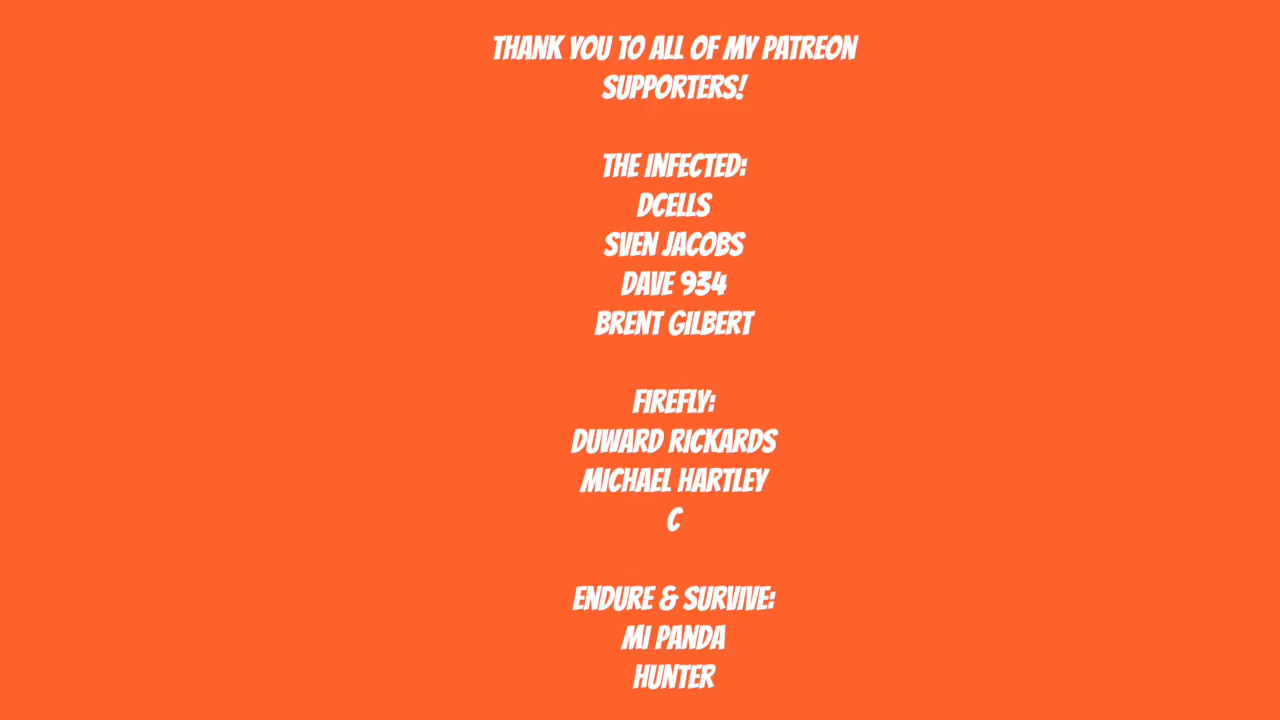 THANK YOU TO ALL OF MY PATREON
SUPPORTERS!
THE INFECTED:
DCELLS
SVEN JACOBS
DAVE 934
BRENT GILBERT
FIREFLY:
DUWARD RICKARDS
MICHAEL HARTLEY
C
ENDURE & SURVIVE:
MI PANDA
HUNTER